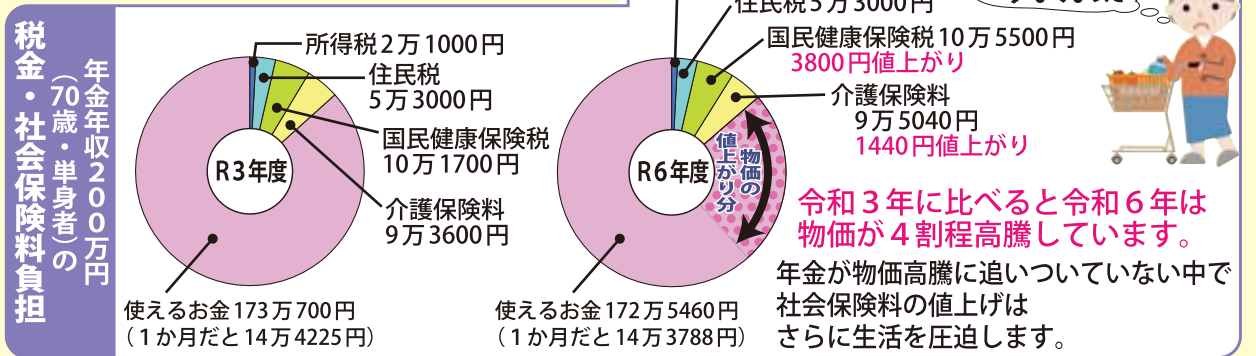 年金年収200万円
（70歳・単身者）の
税金・社会保険料負担
所得税2万1000円
住民税
5万3000円
国民健康保険税
10万1700円
介護保険料
9万3600円
R3年度
使えるお金173万700円
（１か月だと14万4225円）
住民税5万3000円
国民健康保険税10万5500円
3800円値上がり
介護保険料
9万5040円
1440円値上がり
R6年度
物価の
値上がり分
使えるお金172万5460円
（１か月だと14万3788円）
令和３年に比べると令和６年は
物価が４割程高騰しています。
年金が物価高騰に追いついていない中で
社会保険料の値上げは
さらに生活を圧迫します。